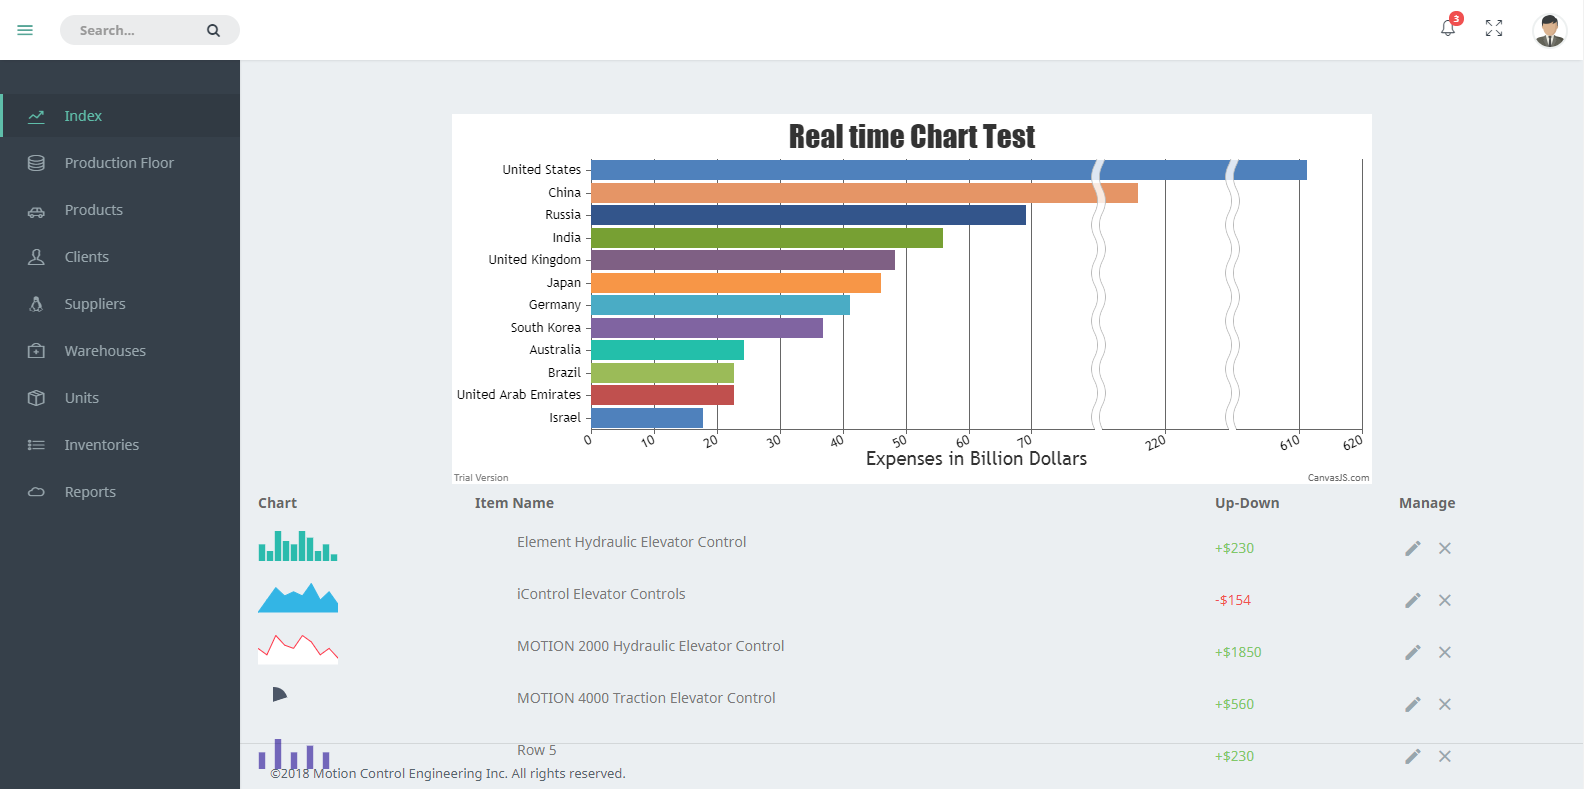 Search...
3
Index
Production Floor
Products
Clients
Suppliers
Warehouses
Units
Inventories
Reports
Real time Chart Test
United States
China
Russia
India
United Kingdom
Japan
Germany
South Korea
Australia
Brazil
United Arab Emirates
Israel
0 10 20 30 40 50 60 70 220 610 620
Expenses in Billion Dollars
Trial Version CanvasJS.com
Chart Item Name Up-Down Manage
Element Hydraulic Elevator Control +$230
iControl Elevator Controls -$154
MOTION 2000 Hydraulic Elevator Control +$1850
MOTION 4000 Traction Elevator Control +$560
Row 5 +$230
©2018 Motion Control Engineering Inc. All rights reserved.